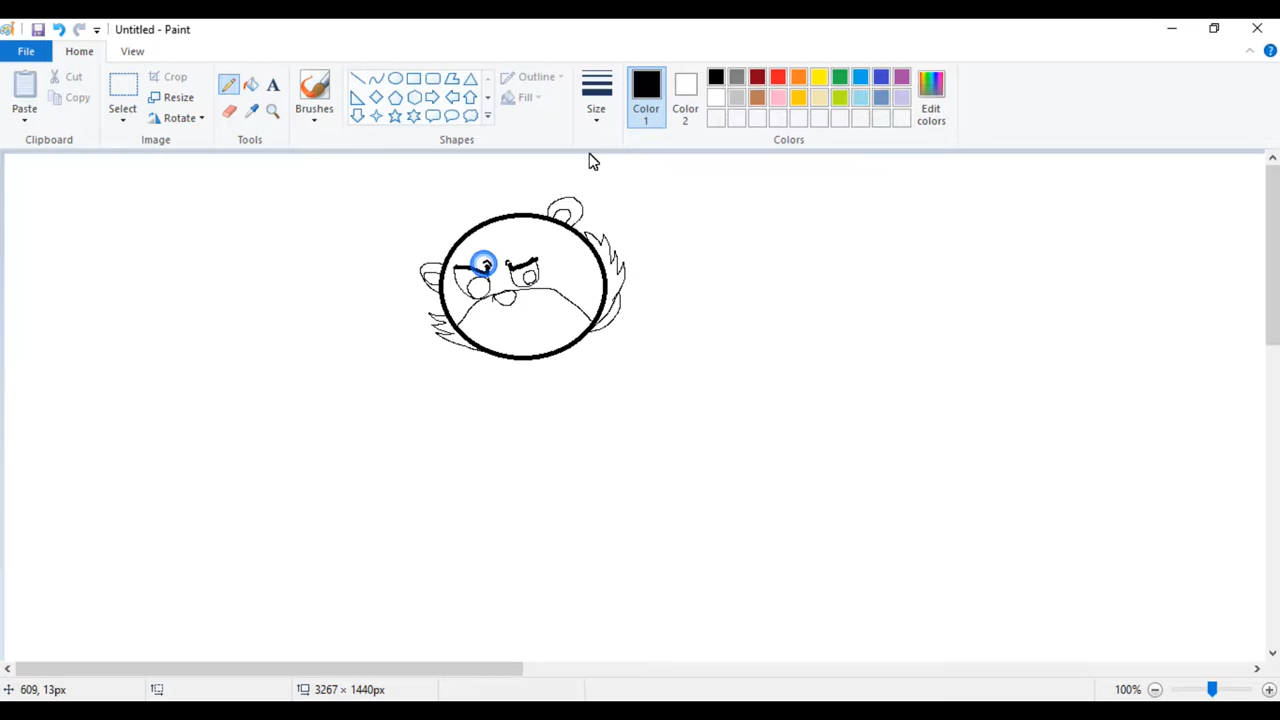 Untitled - Paint
File Home View
Paste Cut Copy Clipboard
Select Crop Resize Rotate Image
Tools
Brushes
Outline Fill Shapes
Size
Color 1
Color 2
Edit colors
Colors
609, 13px 3267 × 1440px 100%